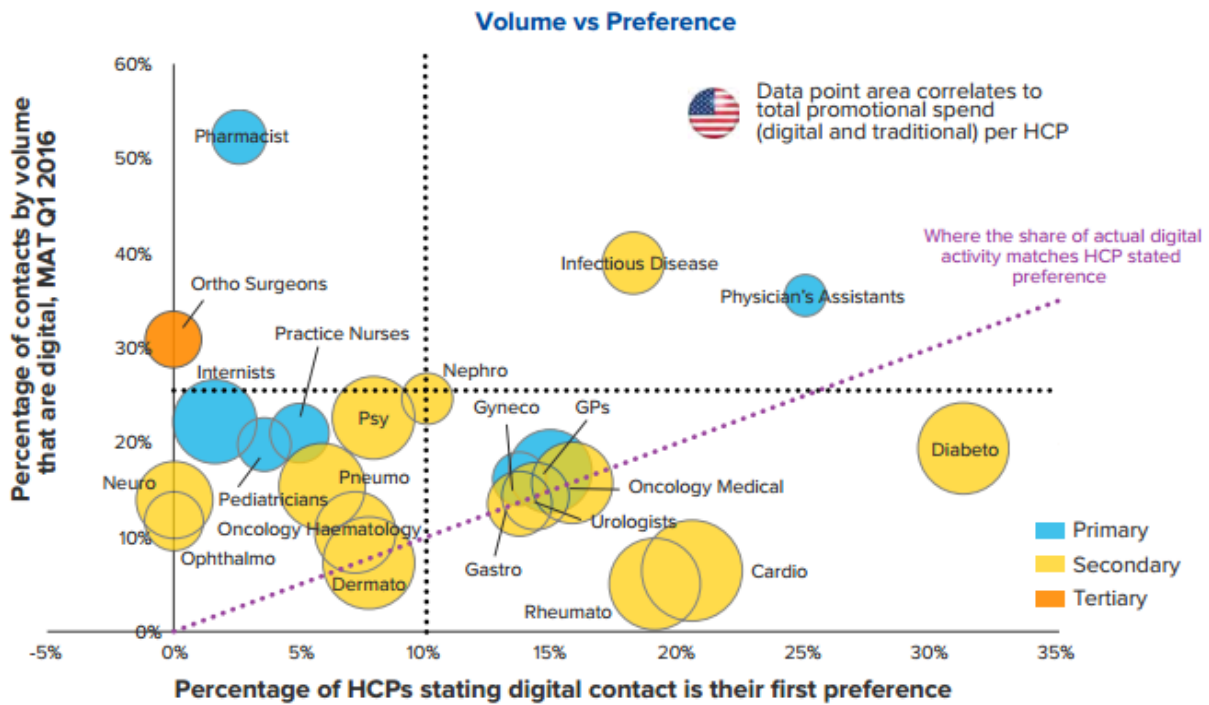 Volume vs Preference
Percentage of contacts by volume
that are digital, MAT Q1 2016
60%
50%
40%
30%
20%
10%
0%
Data point area correlates to
total promotional spend
(digital and traditional) per HCP
Pharmacist
Where the share of actual digital
activity matches HCP stated
preference
Infectious Disease
Physician's Assistants
Ortho Surgeons
Practice Nurses
Internists
Nephro
Gyneco
GPs
Psy
Diabeto
Neuro
Pneumo
Pediatricians
Oncology Medical
Oncology Haematology
Urologists
Ophthalmo
Gastro
Dermato
Cardio
Rheumato
Primary
Secondary
Tertiary
-5%
0%
5%
10%
15%
20%
25%
30%
35%
Percentage of HCPs stating digital contact is their first preference